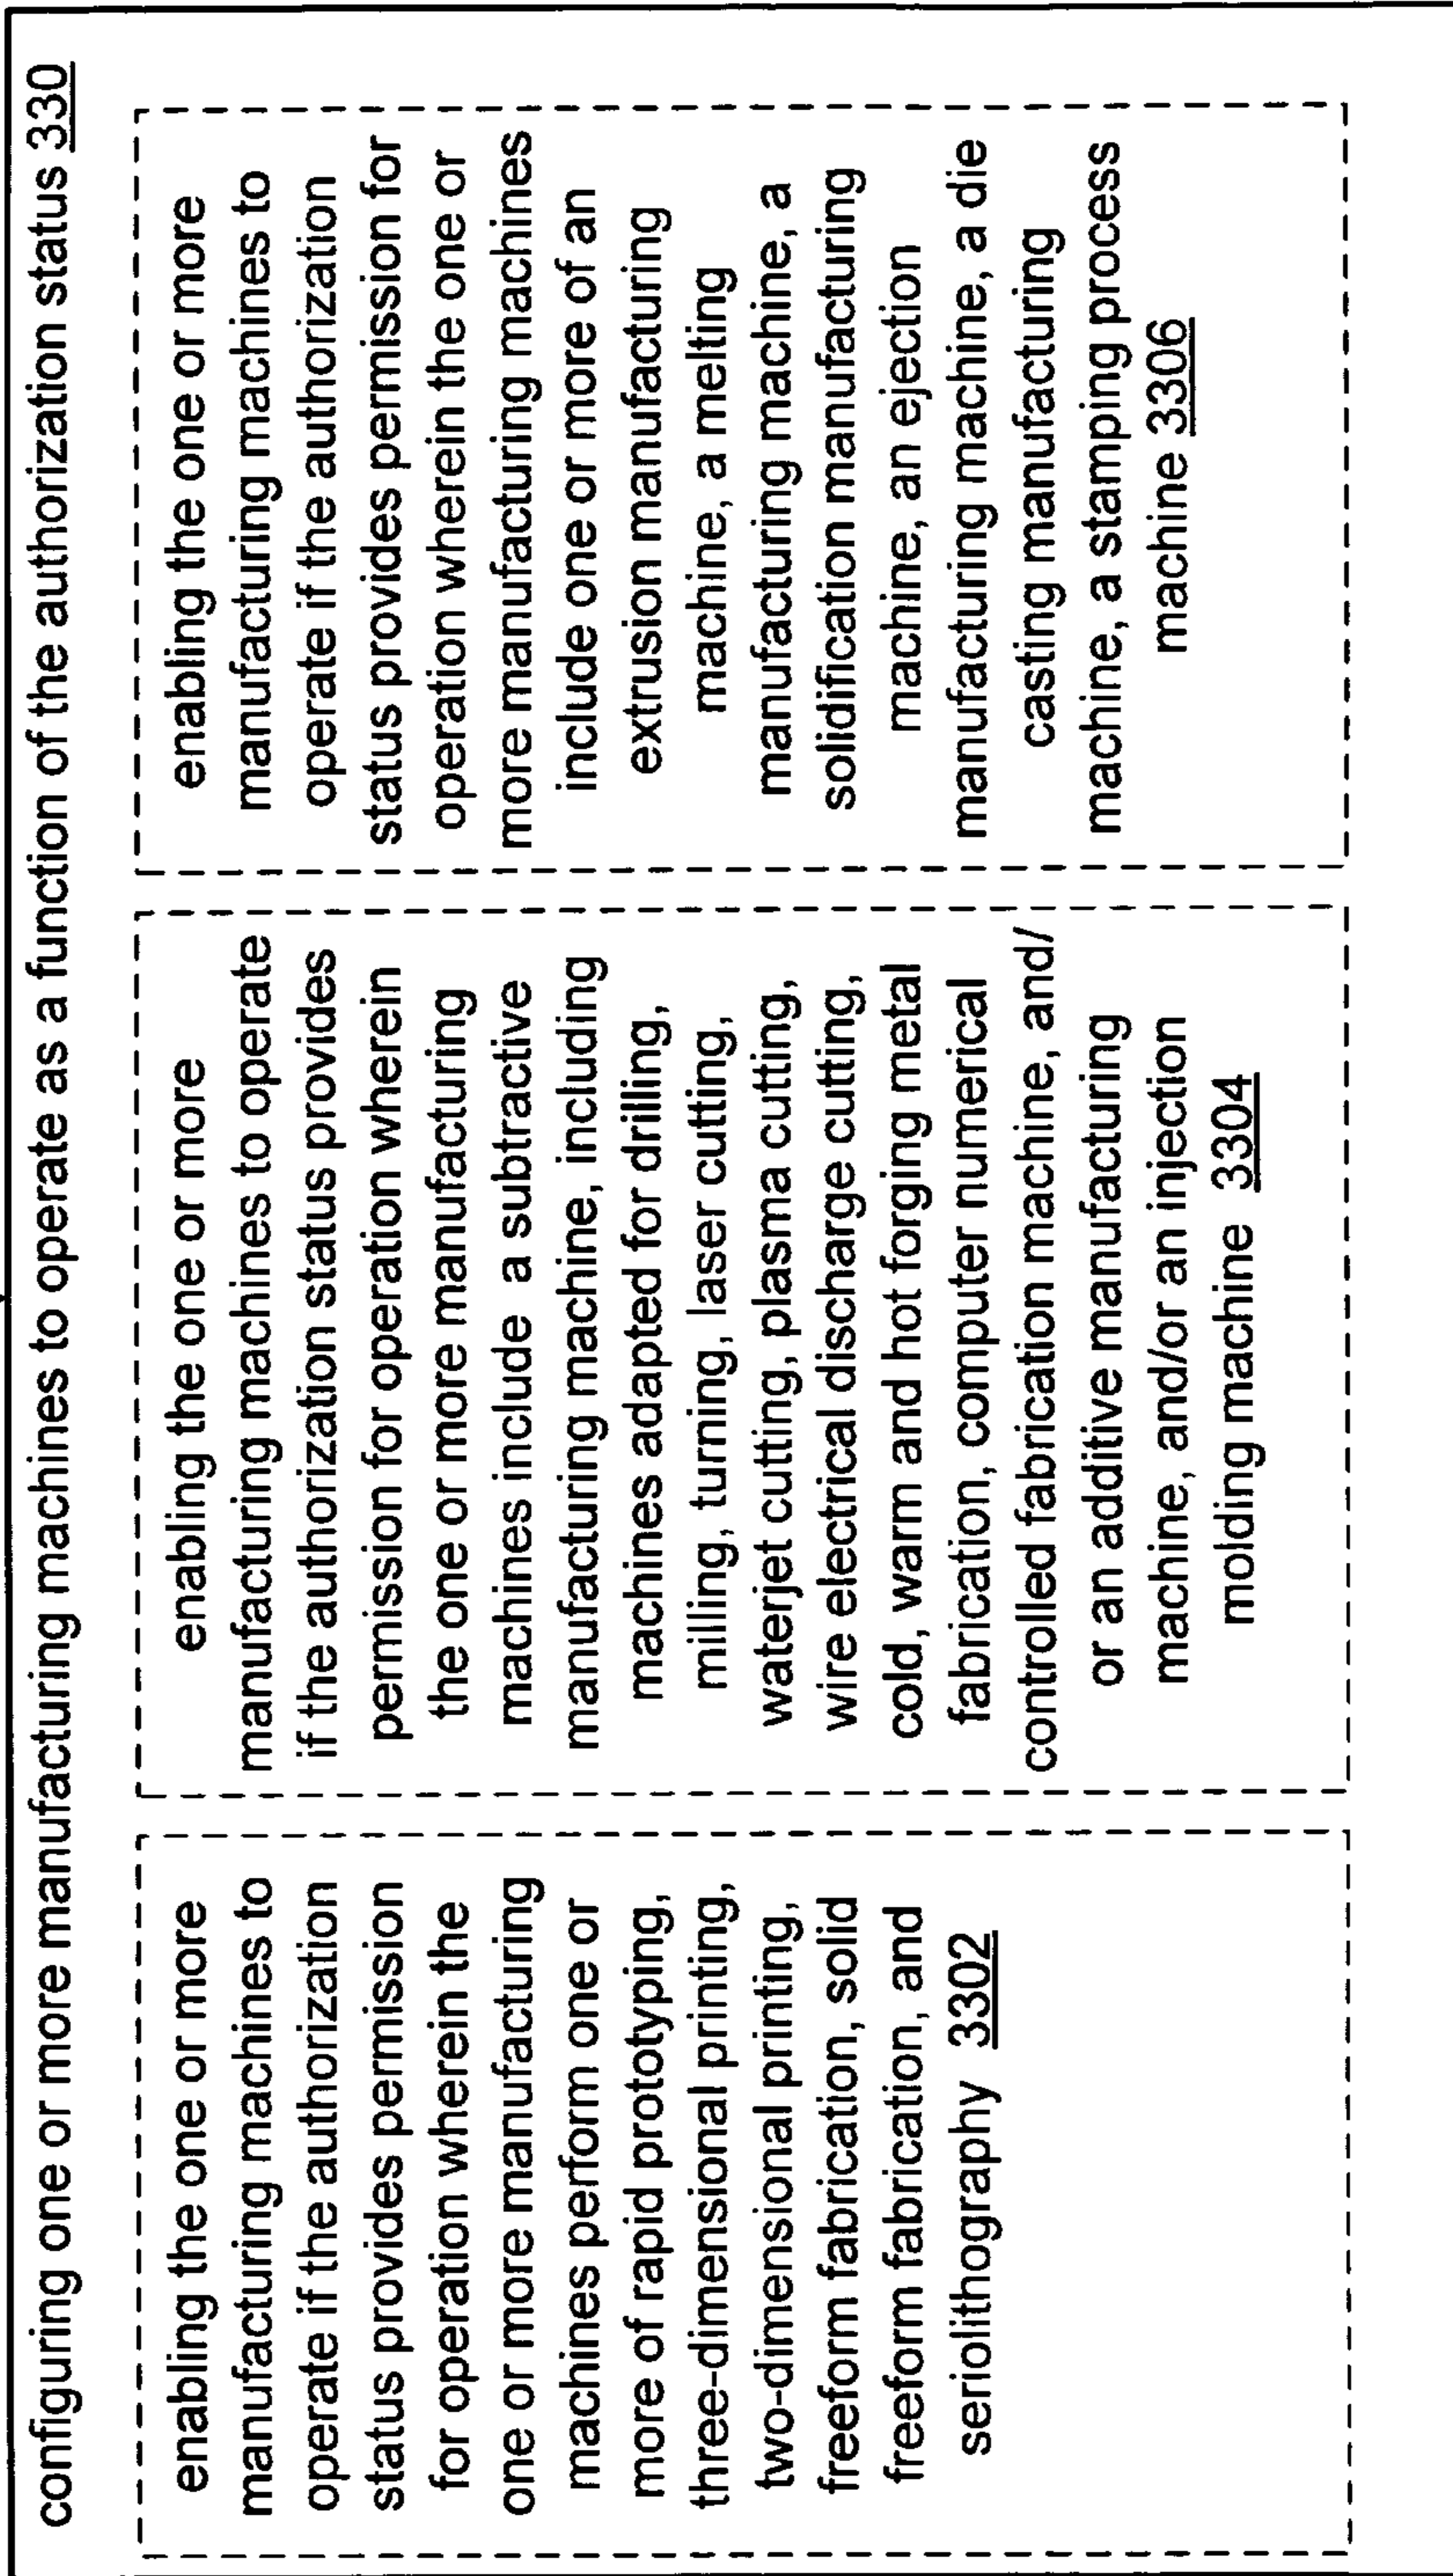 configuring one or more manufacturing machines to operate as a function of the authorization status 330
enabling the one or more
manufacturing machines to
operate if the authorization
status provides permission
for operation wherein the
one or more manufacturing
machines perform one or
more of rapid prototyping,
three-dimensional printing,
two-dimensional printing,
freeform fabrication, solid
freeform fabrication, and
seriolithography 3302
enabling the one or more
manufacturing machines to operate
if the authorization status provides
permission for operation wherein
the one or more manufacturing
machines include a subtractive
manufacturing machine, including
machines adapted for drilling,
milling, turning, laser cutting,
waterjet cutting, plasma cutting,
wire electrical discharge cutting,
cold, warm and hot forging metal
fabrication, computer numerical
controlled fabrication machine, and/
or an additive manufacturing
machine, and/or an injection
molding machine 3304
enabling the one or more
manufacturing machines to
operate if the authorization
status provides permission for
operation wherein the one or
more manufacturing machines
include one or more of an
extrusion manufacturing
machine, a melting
manufacturing machine, a
solidification manufacturing
machine, an ejection
manufacturing machine, a die
casting manufacturing
machine, a stamping process
machine 3306